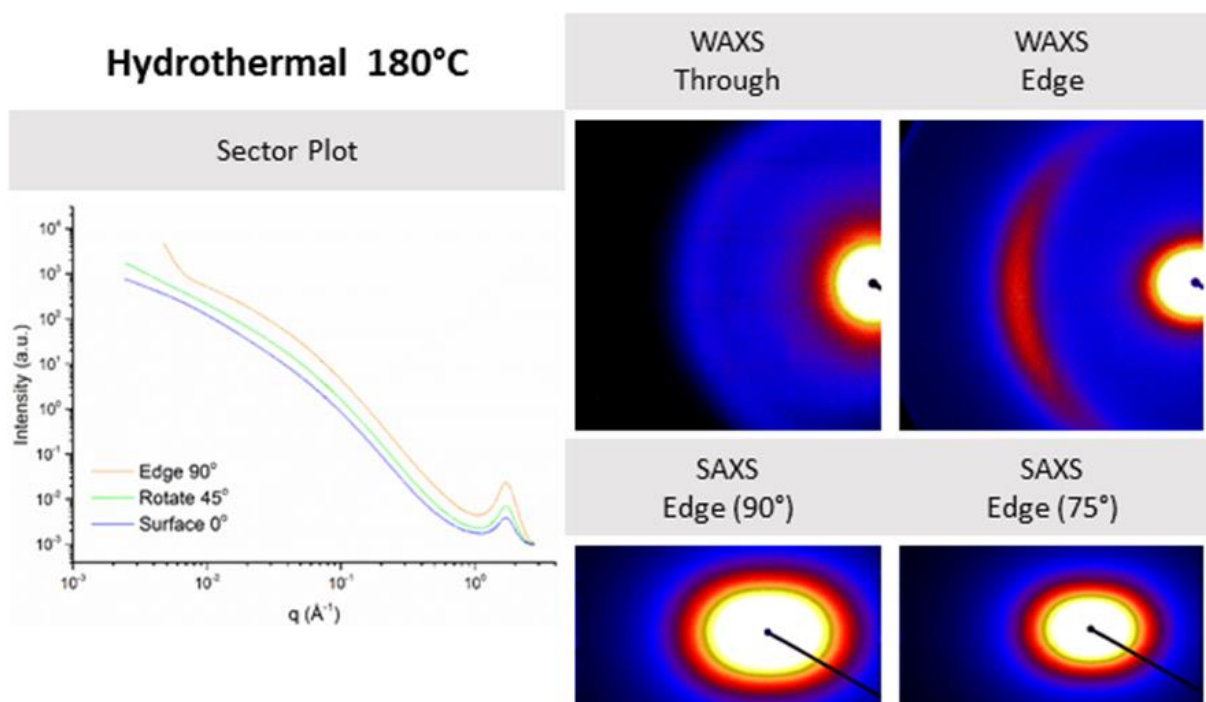 Hydrothermal 180°C
Sector Plot
10⁴
10³
10²
10¹
10⁰
10⁻¹
10⁻²
10⁻³
Intensity (a.u.)
Edge 90°
Rotate 45°
Surface 0°
10⁻³
10⁻²
10⁻¹
10⁰
q (Å⁻¹)
WAXS
Through
WAXS
Edge
SAXS
Edge (90°)
SAXS
Edge (75°)